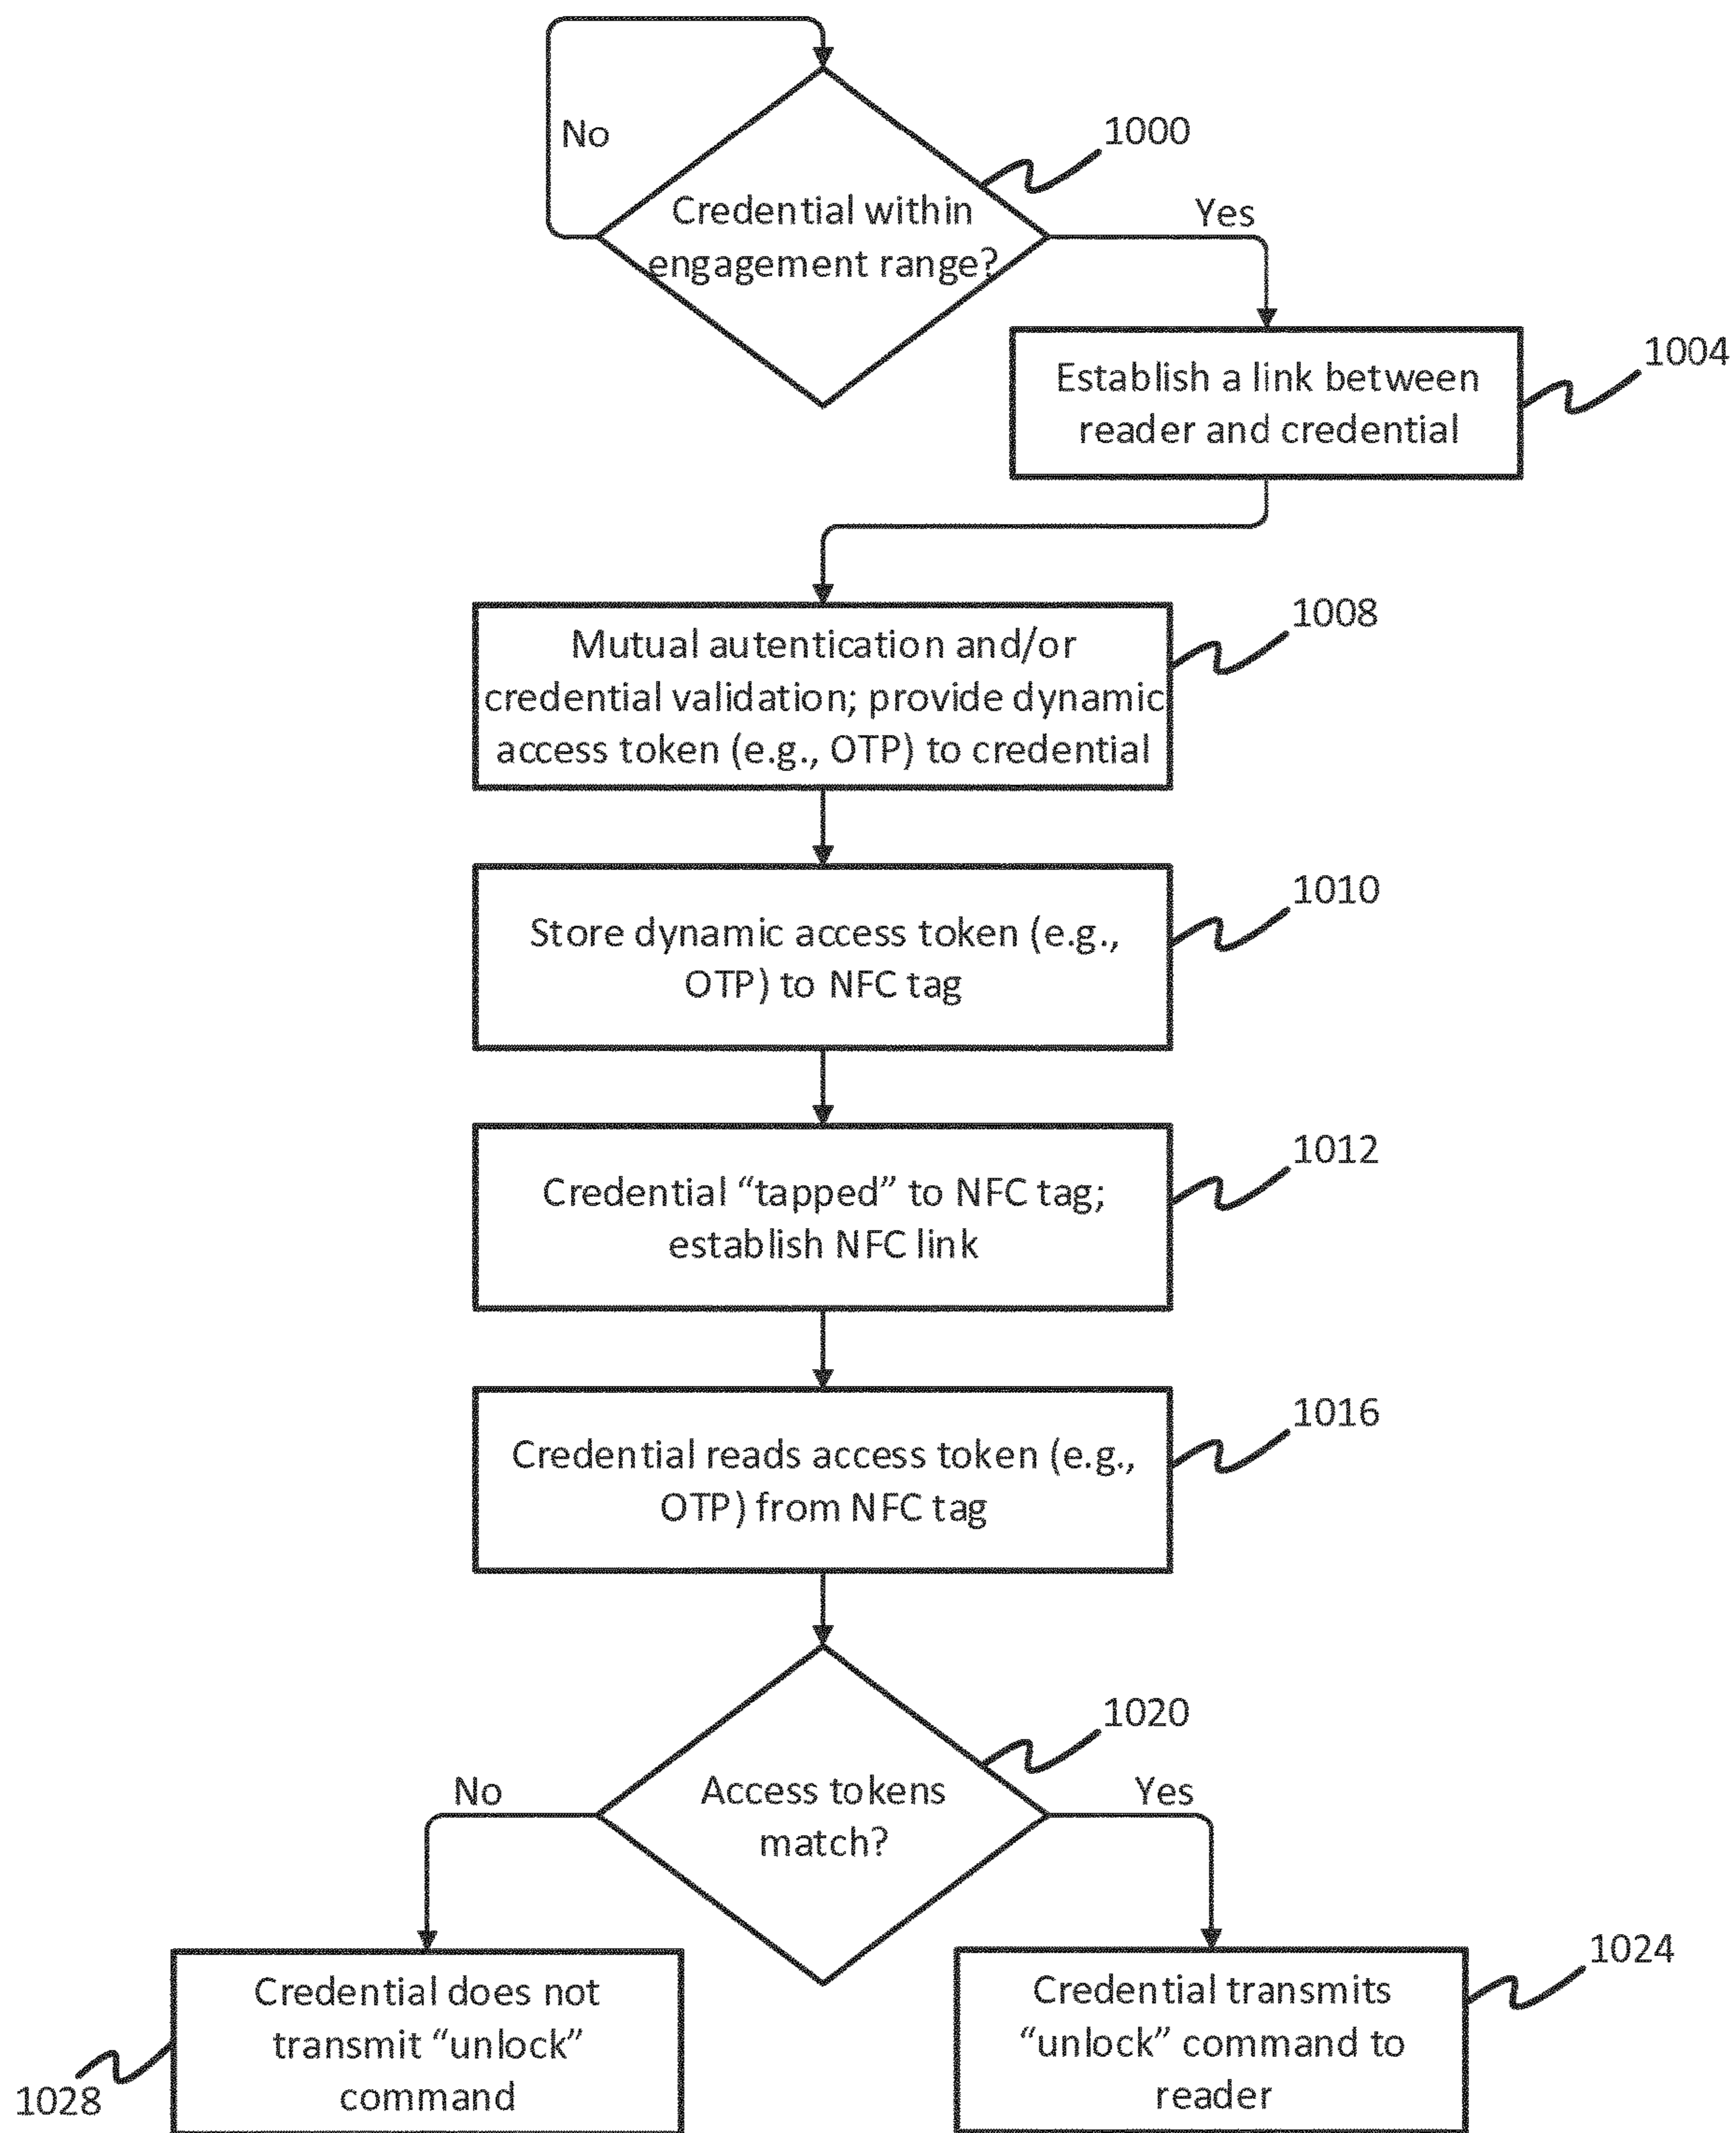 No
1000
Credential within
engagement range?
Yes
1004
Establish a link between
reader and credential
1008
Mutual autentication and/or
credential validation; provide dynamic
access token (e.g., OTP) to credential
1010
Store dynamic access token (e.g.,
OTP) to NFC tag
1012
Credential “tapped” to NFC tag;
establish NFC link
1016
Credential reads access token (e.g.,
OTP) from NFC tag
1020
Access tokens
match?
No
Yes
1028
Credential does not
transmit “unlock”
command
1024
Credential transmits
“unlock” command to
reader